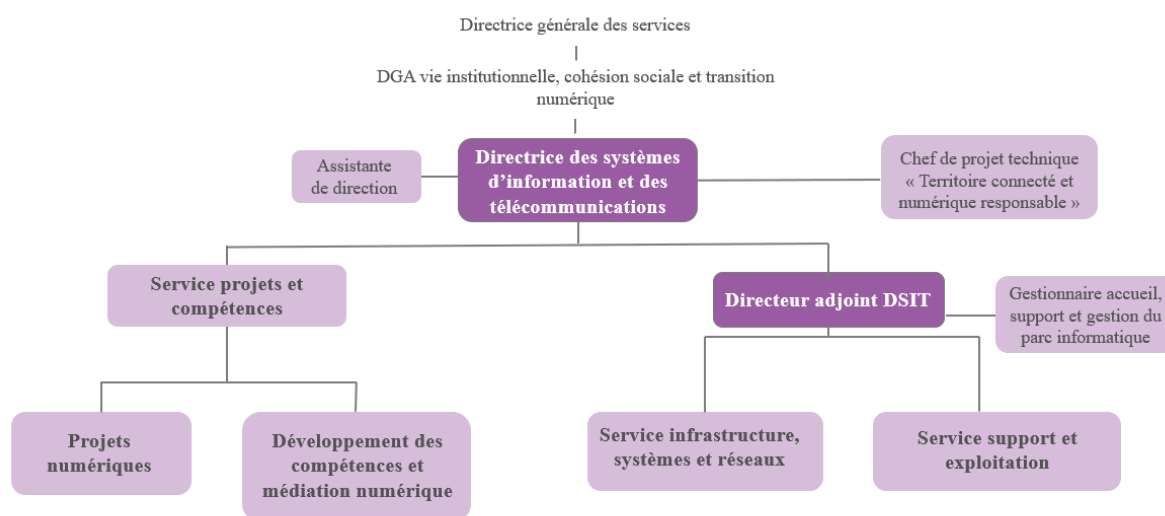 Directrice générale des services
DGA vie institutionnelle, cohésion sociale et transition
numérique
Assistante
de direction
Directrice des systèmes
d'information et des
télécommunications
Chef de projet technique
« Territoire connecté et
numérique responsable »
Service projets et
compétences
Directeur adjoint DSIT
Gestionnaire accueil,
support et gestion du
parc informatique
Projets
numériques
Développement des
compétences et
médiation numérique
Service infrastructure,
systèmes et réseaux
Service support et
exploitation